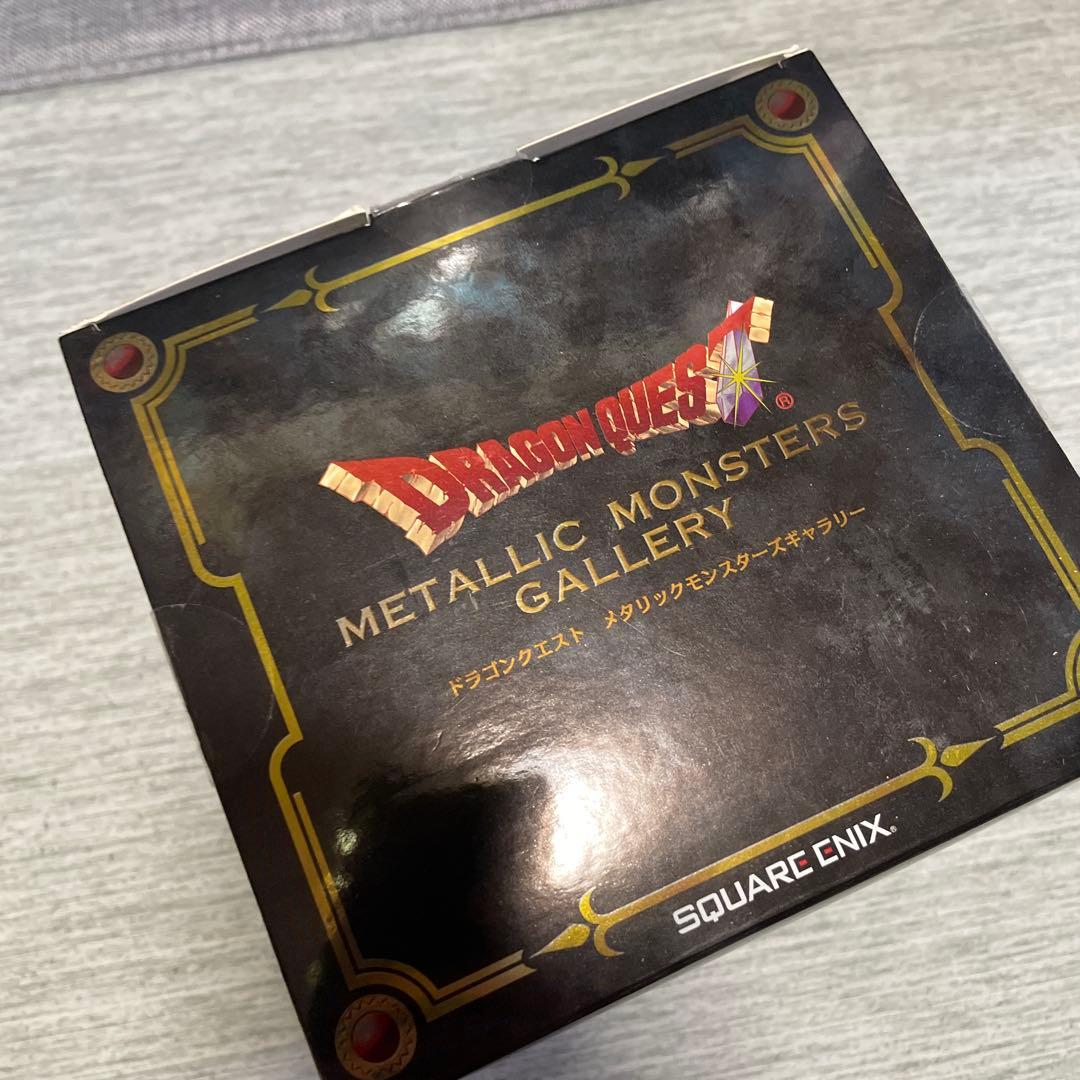 DRAGON QUEST®
METALLIC MONSTERS
GALLERY
ドラゴンクエスト メタリックモンスターズギャラリー
SQUARE ENIX®